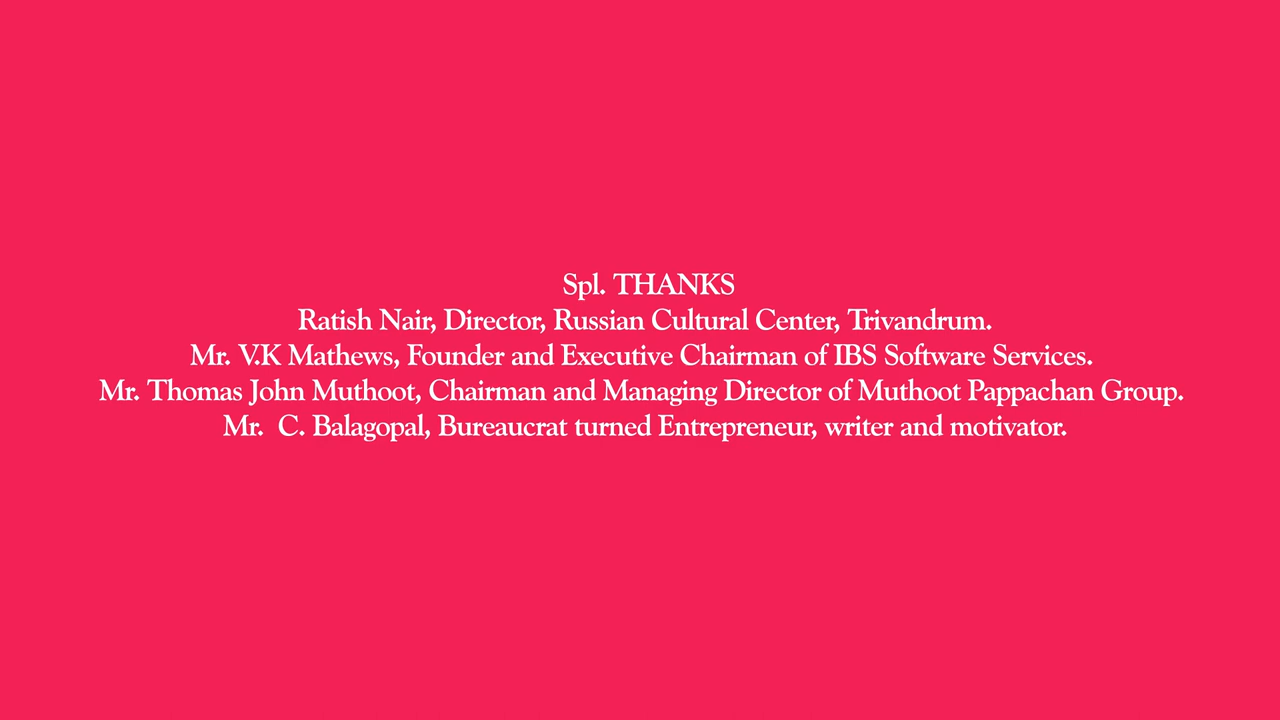 Spl. THANKS
Ratish Nair, Director, Russian Cultural Center, Trivandrum.
Mr. V.K Mathews, Founder and Executive Chairman of IBS Software Services.
Mr. Thomas John Muthoot, Chairman and Managing Director of Muthoot Pappachan Group.
Mr.  C. Balagopal, Bureaucrat turned Entrepreneur, writer and motivator.